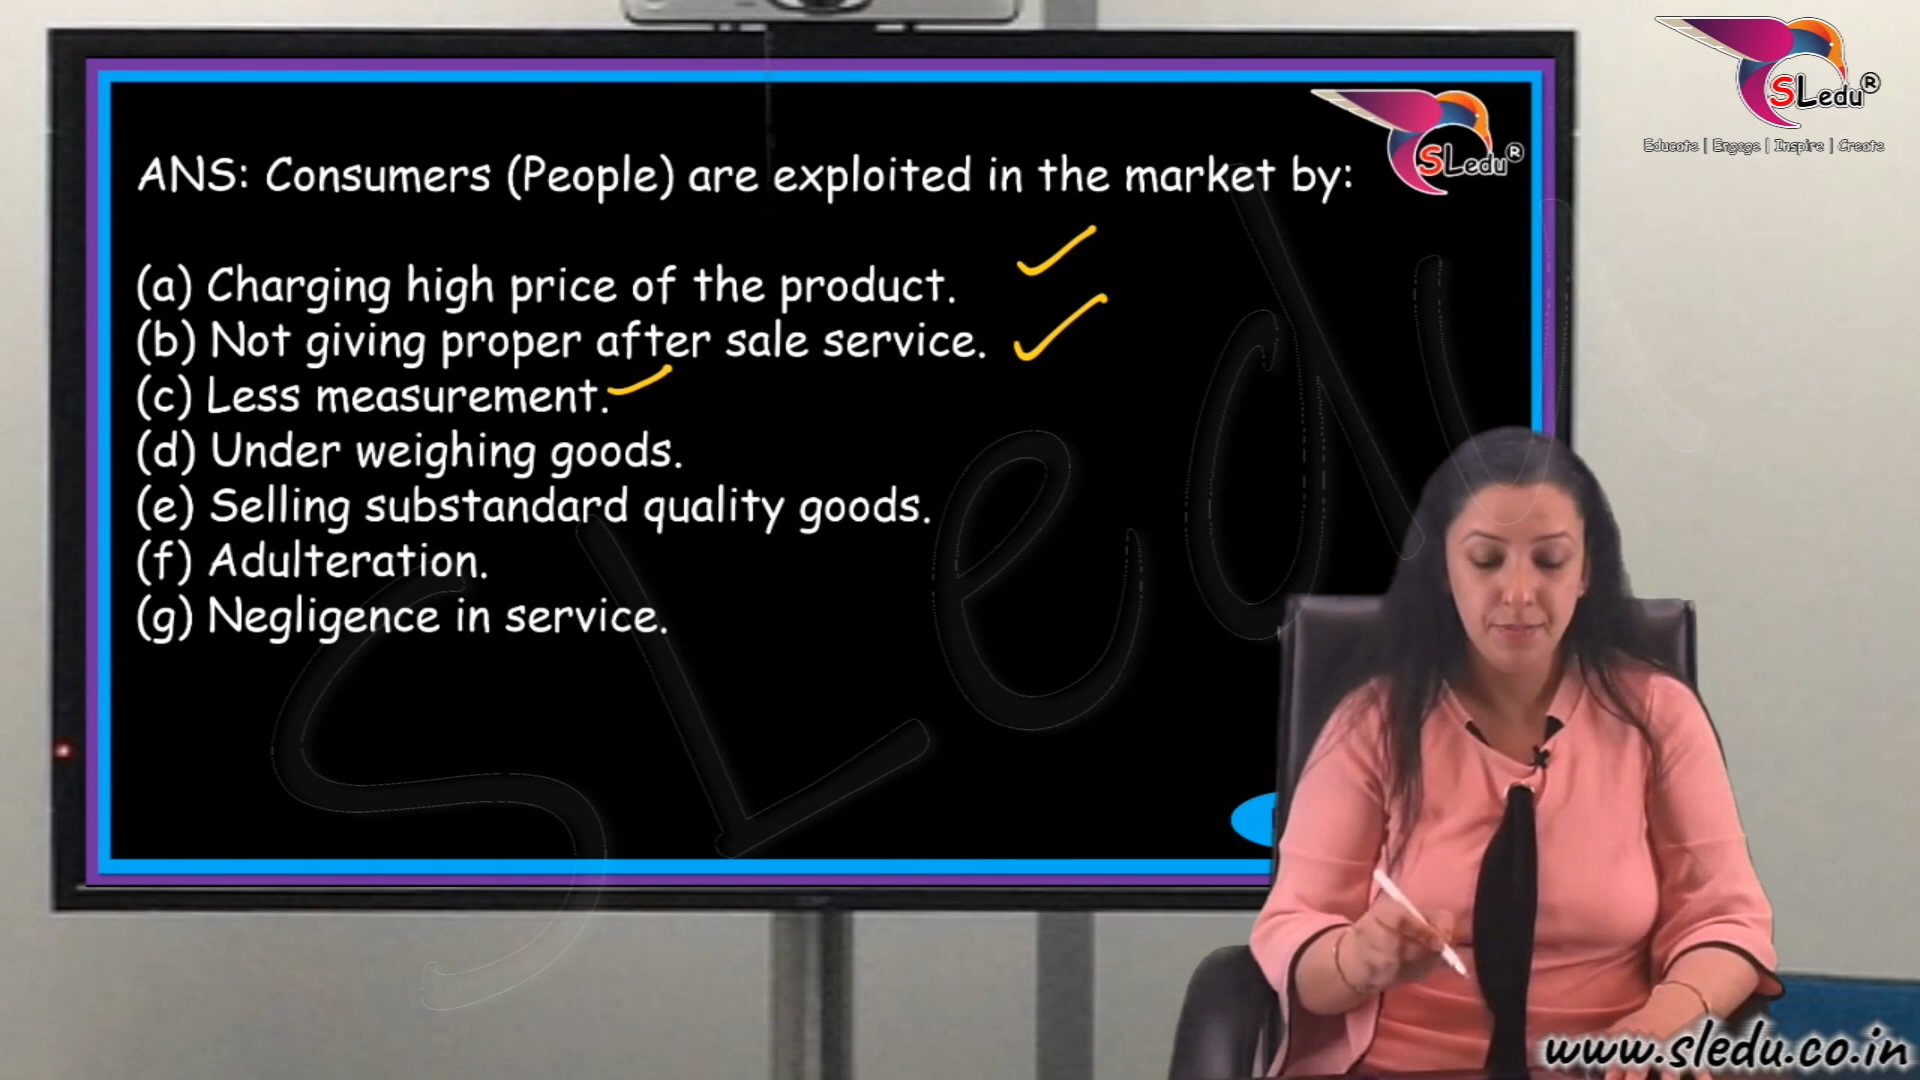 SLedu®
Educate | Engage | Inspire | Create
SLedu®
ANS: Consumers (People) are exploited in the market by:
(a) Charging high price of the product.
(b) Not giving proper after sale service.
(c) Less measurement.
(d) Under weighing goods.
(e) Selling substandard quality goods.
(f) Adulteration.
(g) Negligence in service.
SLedu
www.sledu.co.in